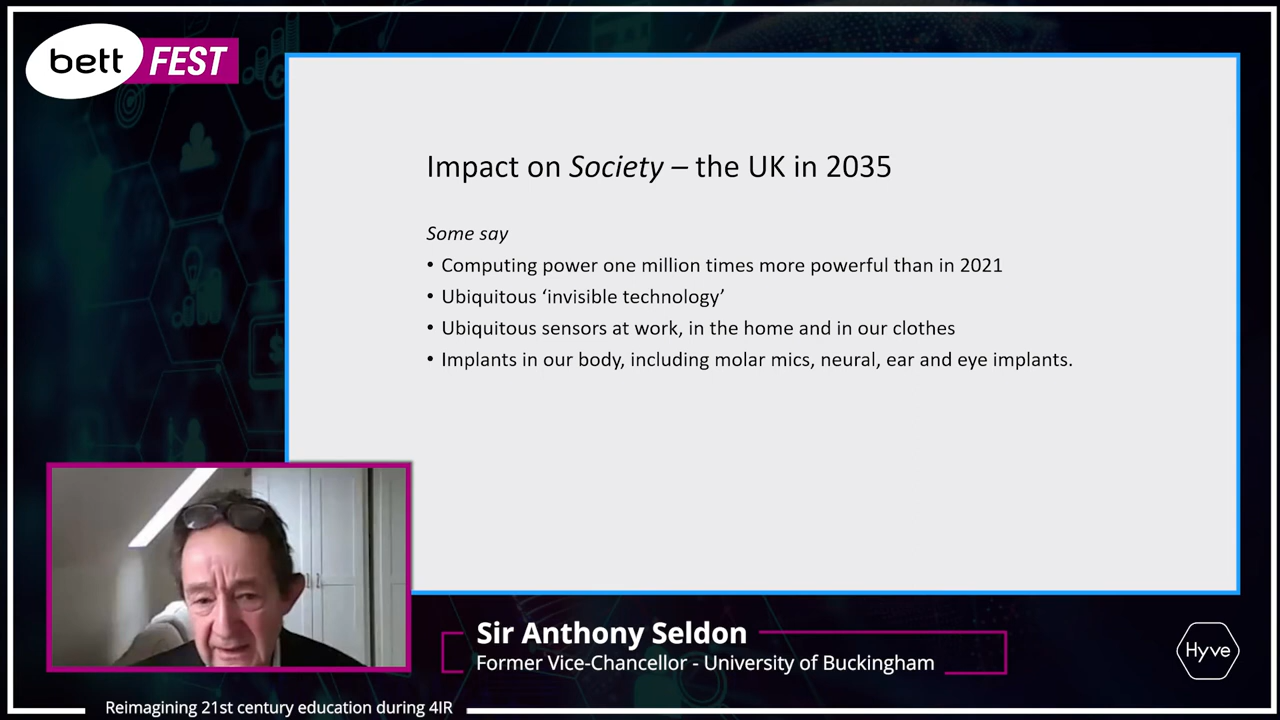 bett FEST
Impact on Society – the UK in 2035
Some say
• Computing power one million times more powerful than in 2021
• Ubiquitous ‘invisible technology’
• Ubiquitous sensors at work, in the home and in our clothes
• Implants in our body, including molar mics, neural, ear and eye implants.
Sir Anthony Seldon
Former Vice-Chancellor - University of Buckingham
Hyve
Reimagining 21st century education during 4IR